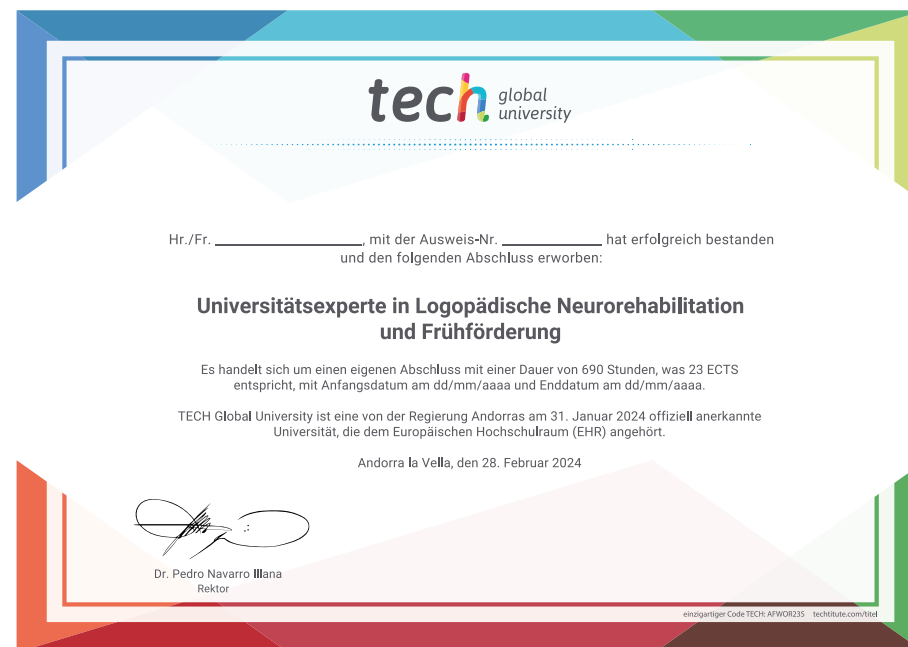 tech global university
Hr./Fr. ____________, mit der Ausweis-Nr. ____________ hat erfolgreich bestanden
und den folgenden Abschluss erworben:
Universitätsexperte in Logopädische Neurorehabilitation
und Frühförderung
Es handelt sich um einen eigenen Abschluss mit einer Dauer von 690 Stunden, was 23 ECTS
entspricht, mit Anfangsdatum am dd/mm/aaaa und Enddatum am dd/mm/aaaa.
TECH Global University ist eine von der Regierung Andorras am 31. Januar 2024 offiziell anerkannte
Universität, die dem Europäischen Hochschulraum (EHR) angehört.
Andorra la Vella, den 28. Februar 2024
Dr. Pedro Navarro Illana
Rektor
einzigartiger Code TECH: AFWOR235 techtitute.com/titel